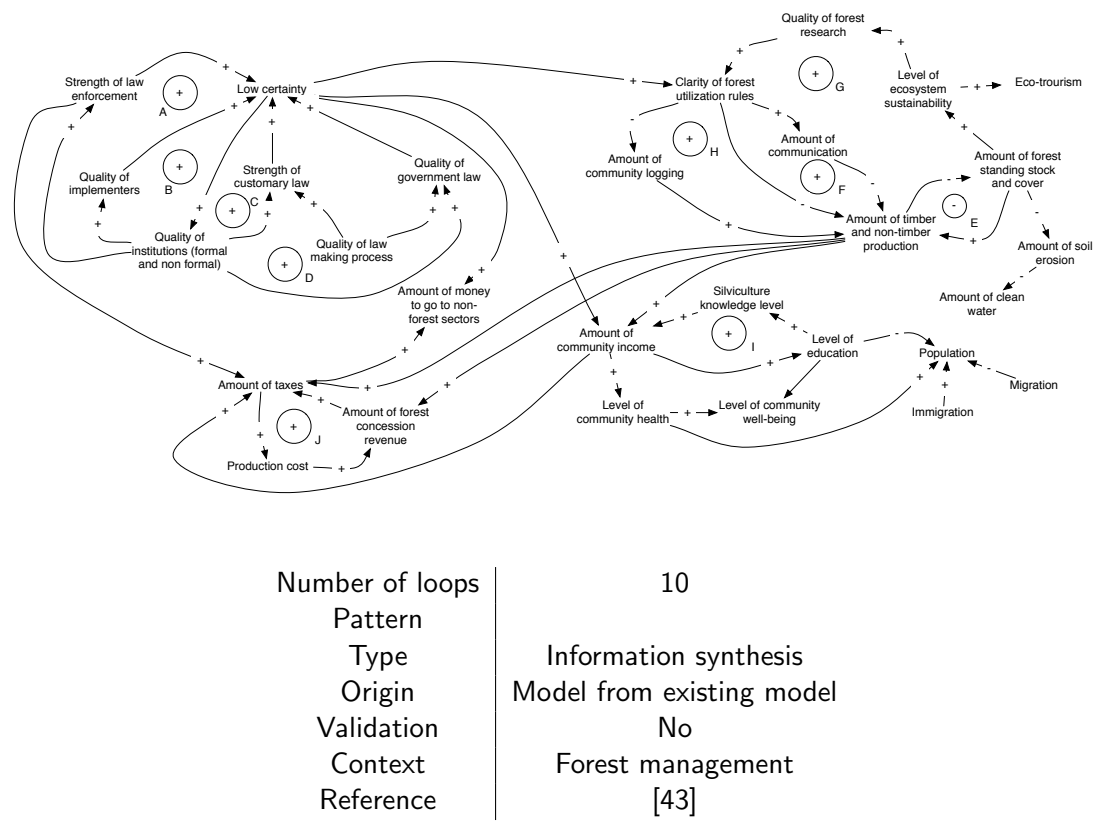 Quality of forest
research
Strength of law
enforcement
Low certainty
Clarity of forest
utilization rules
Level of
ecosystem
sustainability
Eco-trourism
A
G
Quality of
implementers
B
Strength of
customary law
C
Quality of
government law
Amount of
community logging
H
Amount of
communication
F
Amount of forest
standing stock
and cover
Quality of
institutions (formal
and non formal)
D
Quality of law
making process
Amount of timber
and non-timber
production
E
Amount of soil
erosion
Amount of clean
water
Amount of money
to go to non-
forest sectors
Silviculture
knowledge level
Amount of
community income
I
Level of
education
Population
Migration
Immigration
Amount of taxes
Amount of forest
concession
revenue
J
Production cost
Level of
community health
Level of community
well-being
Number of loops 10
Pattern
Type Information synthesis
Origin Model from existing model
Validation No
Context Forest management
Reference [43]